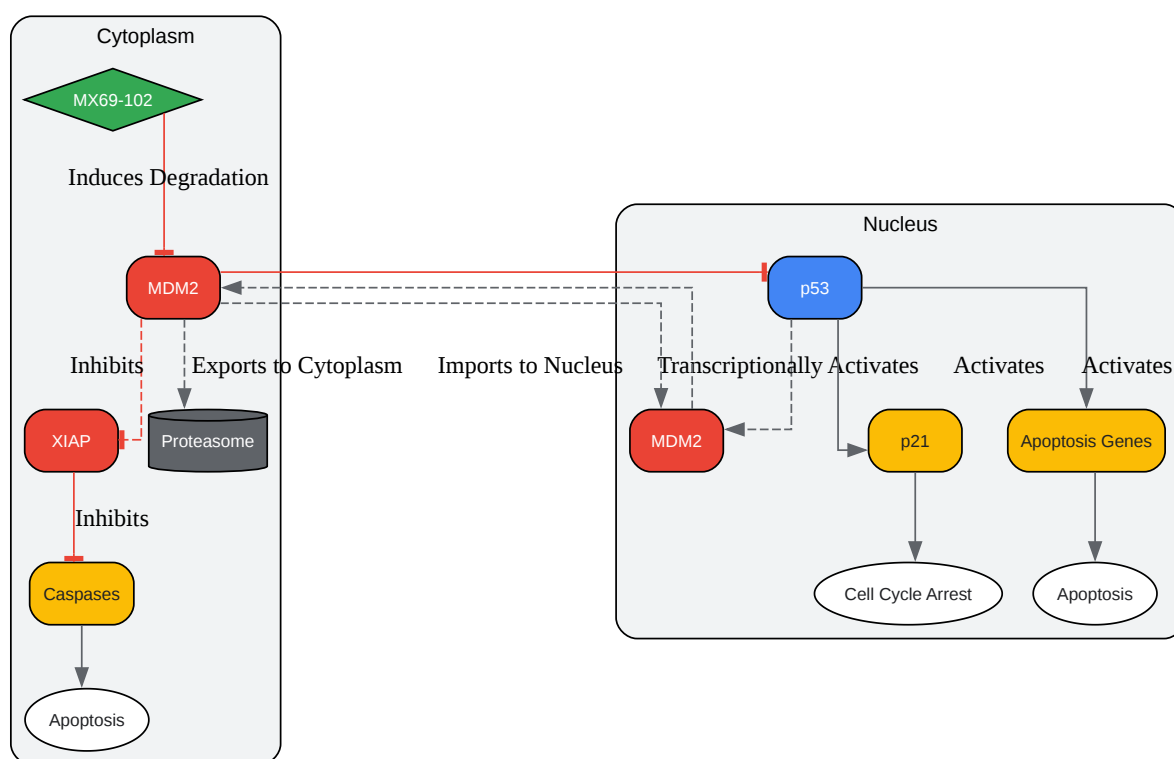 Cytoplasm
MX69-102
Induces Degradation
Nucleus
MDM2
p53
Inhibits
Exports to Cytoplasm
Imports to Nucleus
Transcriptionally Activates
Activates
Activates
XIAP
Proteasome
MDM2
p21
Apoptosis Genes
Inhibits
Caspases
Cell Cycle Arrest
Apoptosis
Apoptosis